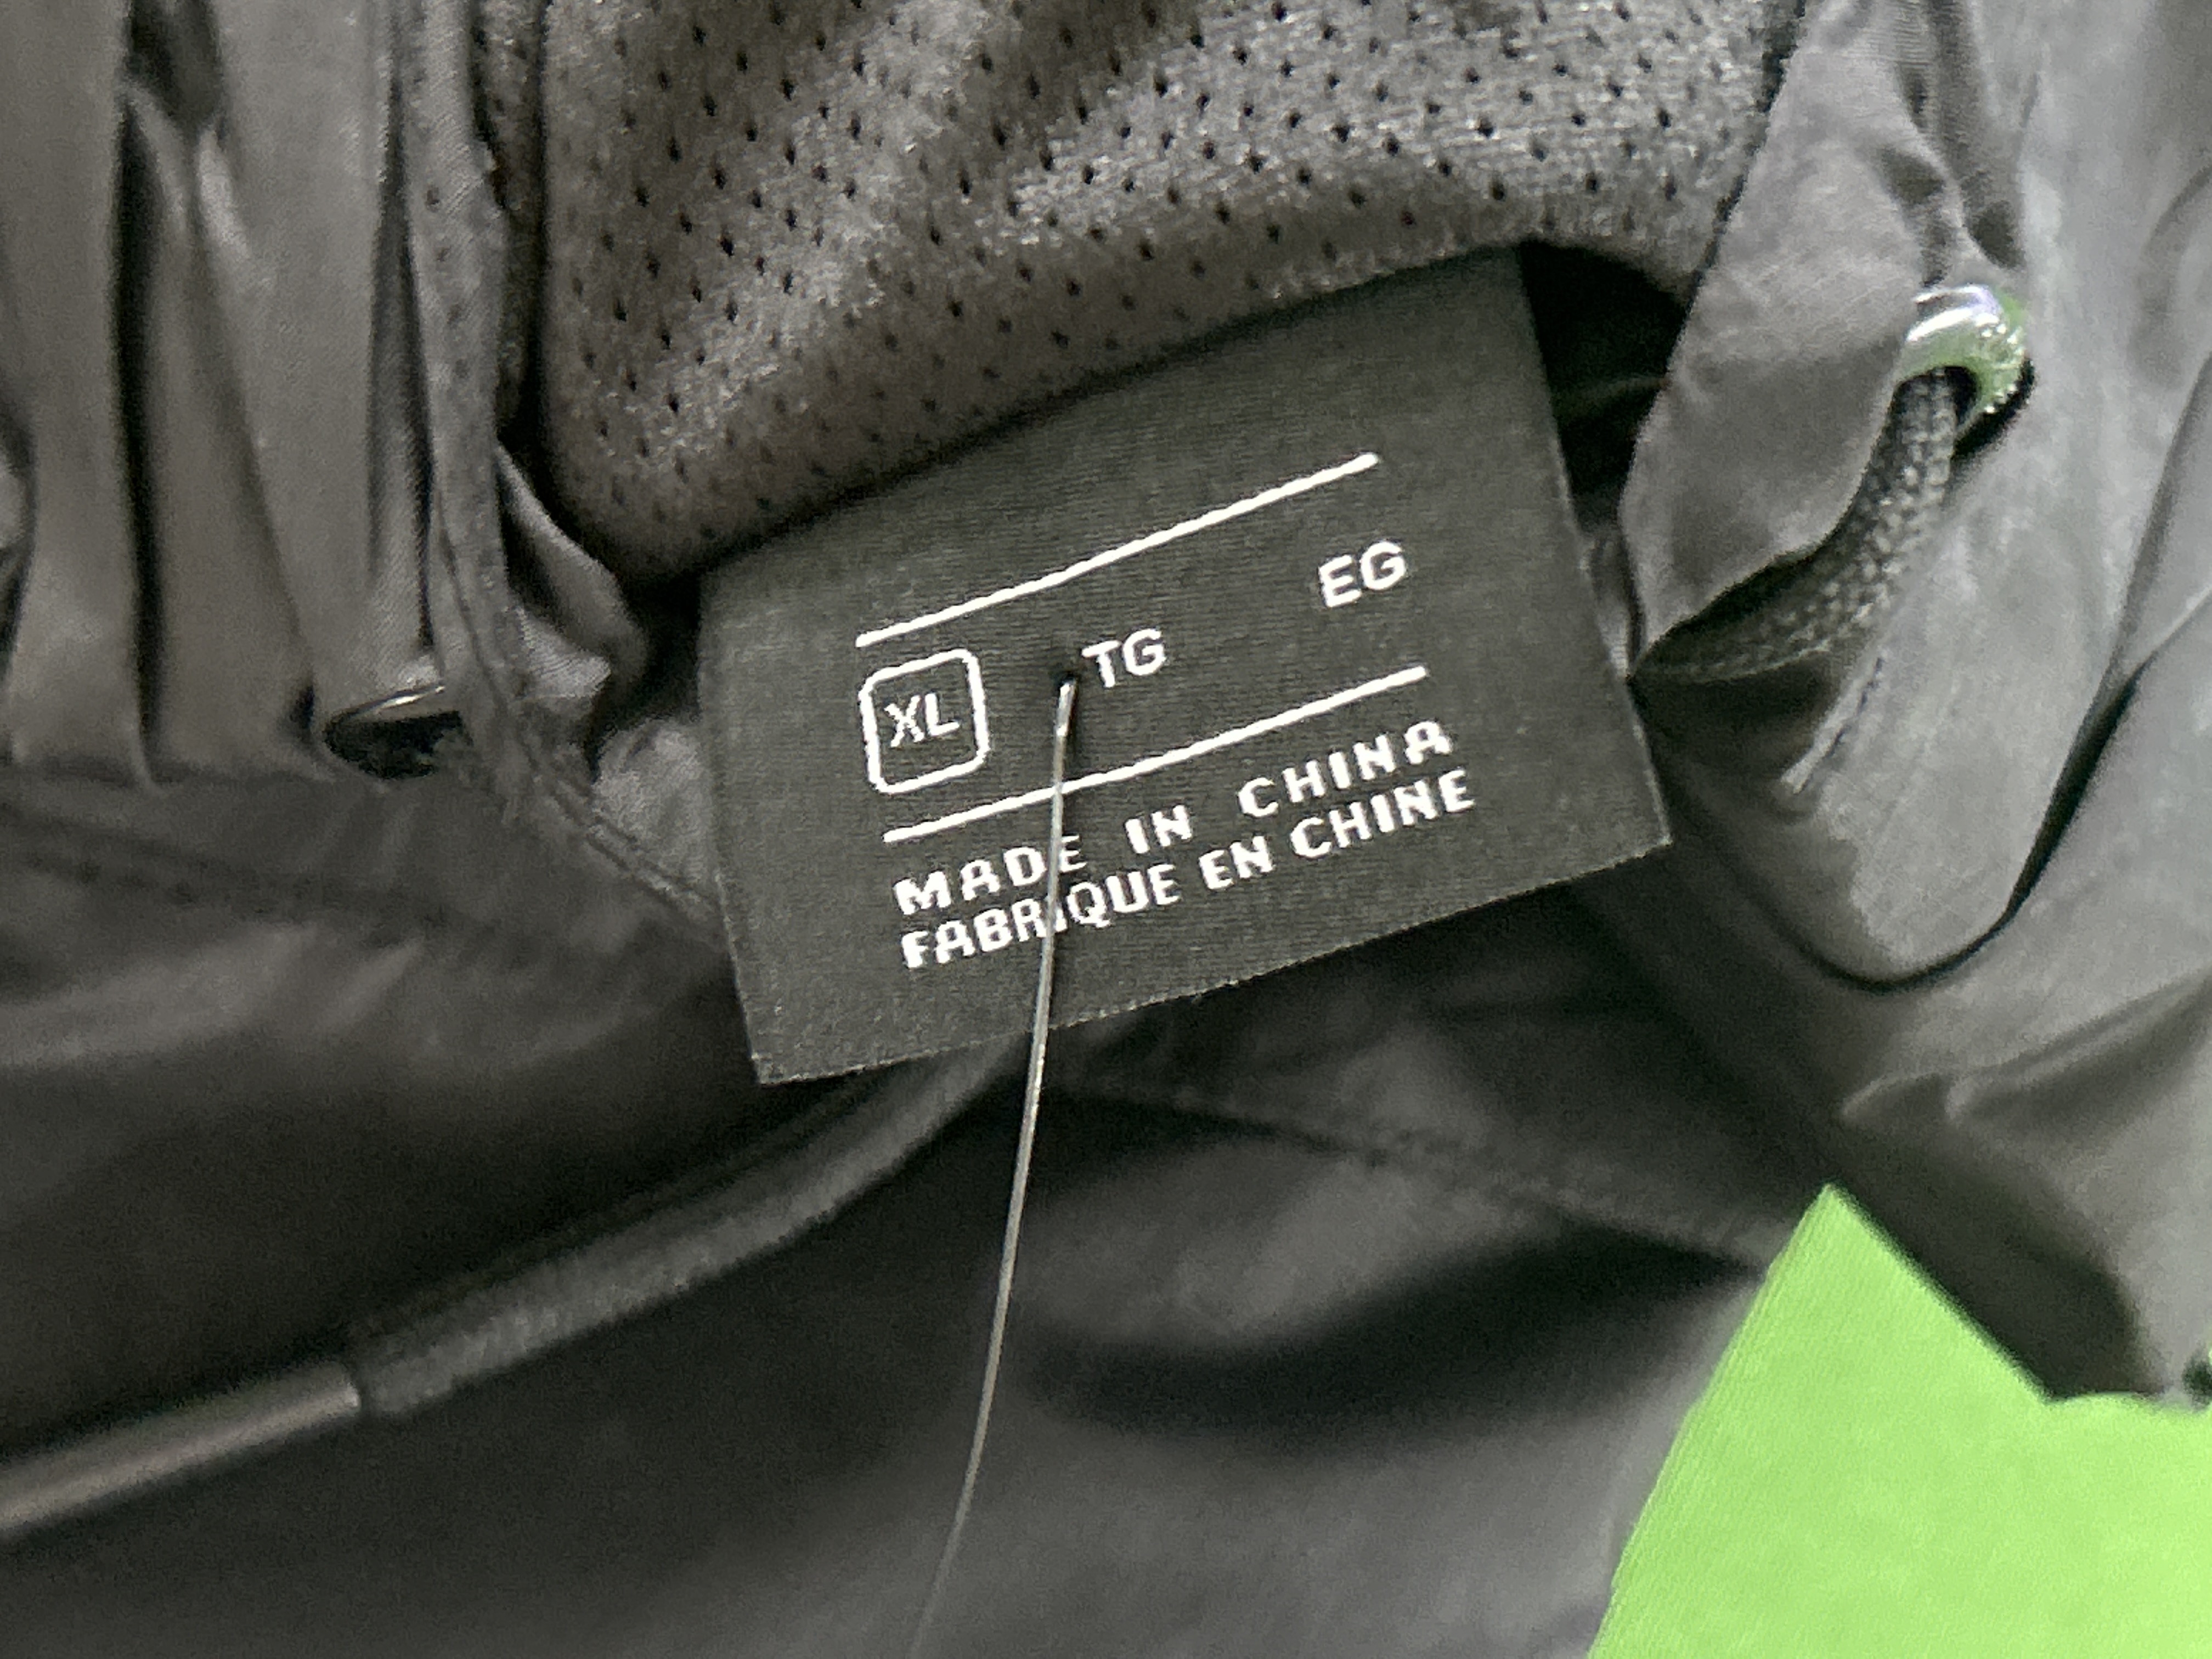 XL TG EG
MADE IN CHINA
FABRIQUE EN CHINE